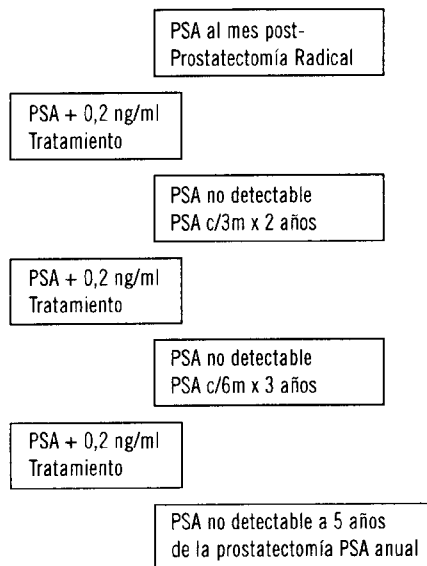 PSA al mes post-
Prostatectomía Radical
PSA + 0,2 ng/ml
Tratamiento
PSA no detectable
PSA c/3m x 2 años
PSA + 0,2 ng/ml
Tratamiento
PSA no detectable
PSA c/6m x 3 años
PSA + 0,2 ng/ml
Tratamiento
PSA no detectable a 5 años
de la prostatectomía PSA anual